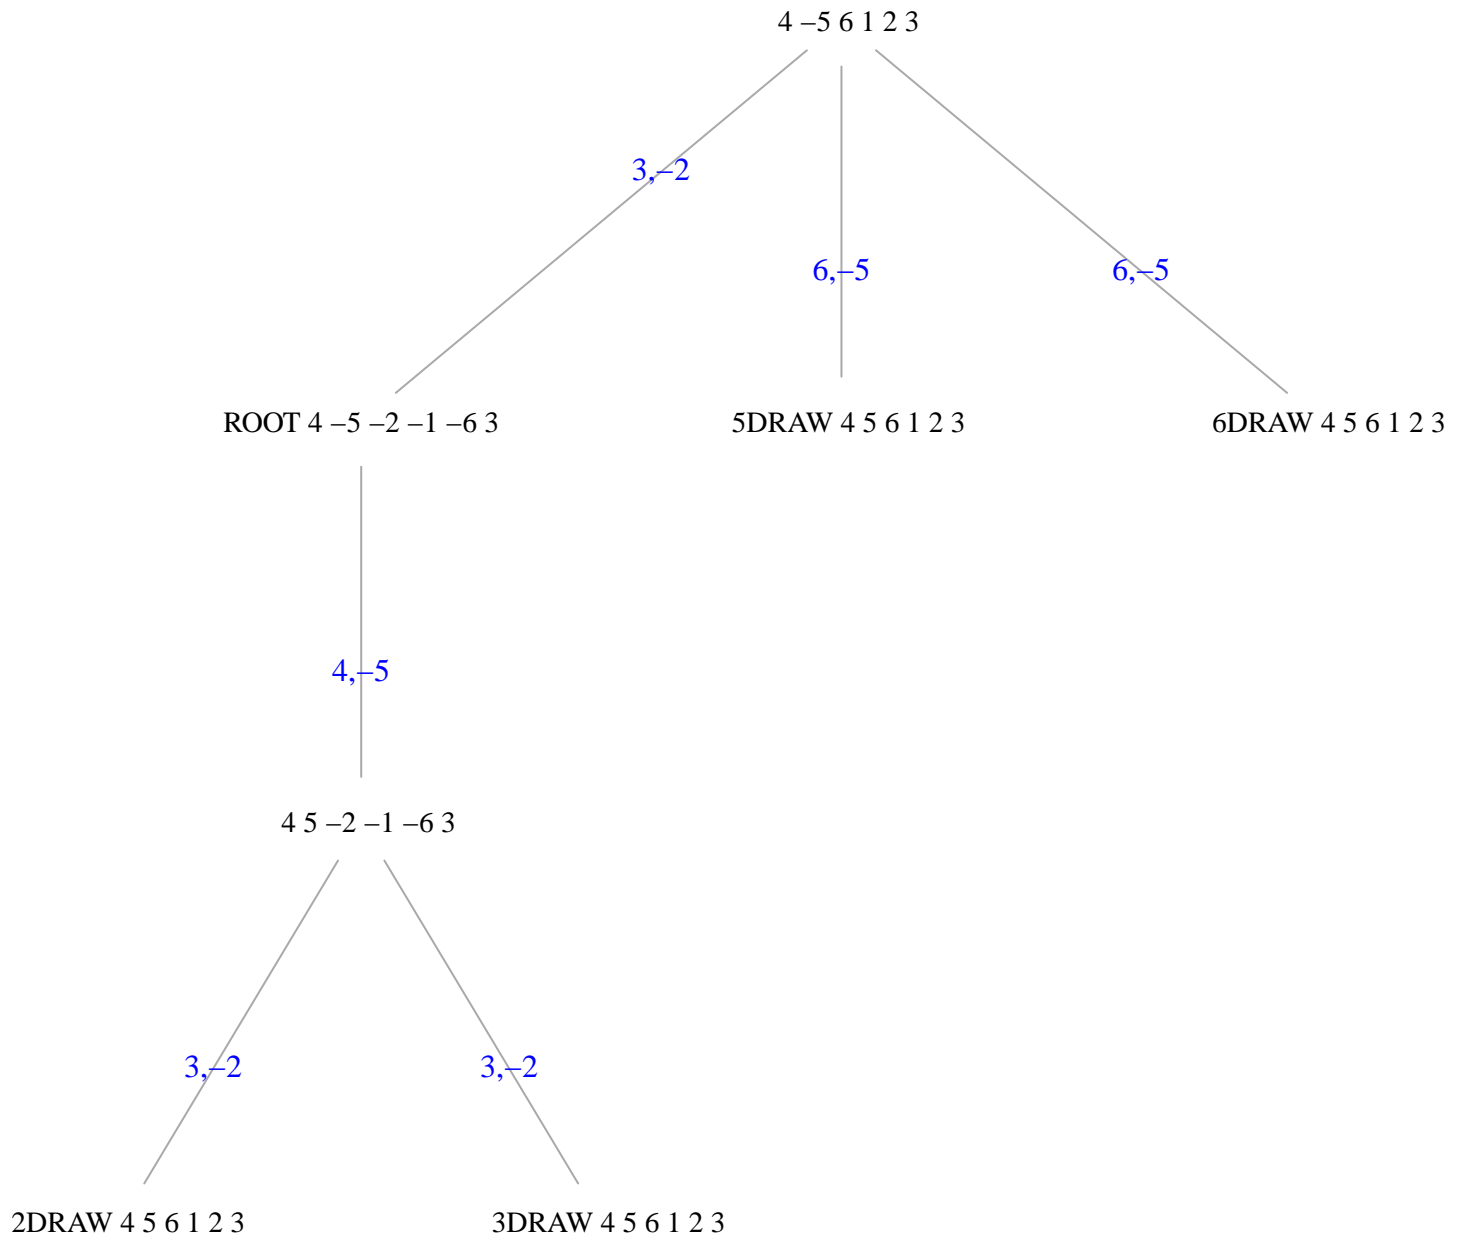 4 –5 6 1 2 3
3,–2
6,–5
6,–5
ROOT 4 –5 –2 –1 –6 3
5DRAW 4 5 6 1 2 3
6DRAW 4 5 6 1 2 3
4,–5
4 5 –2 –1 –6 3
3,–2
3,–2
2DRAW 4 5 6 1 2 3
3DRAW 4 5 6 1 2 3